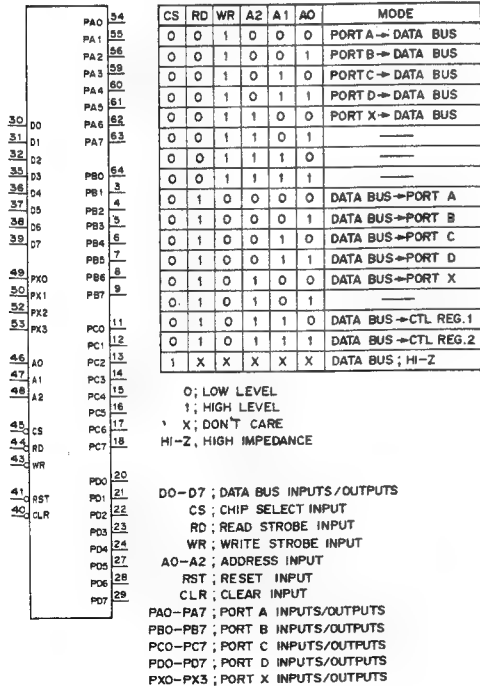 54 PA0
55 PA1
56 PA2
59 PA3
60 PA4
61 PA5
62 PA6
63 PA7
30 D0
31 D1
32 D2
35 D3
36 D4
37 D5
38 D6
39 D7
64 PB0
3 PB1
4 PB2
5 PB3
6 PB4
7 PB5
8 PB6
9 PB7
49 PX0
50 PX1
52 PX2
53 PX3
11 PC0
12 PC1
13 PC2
14 PC3
15 PC4
16 PC5
17 PC6
18 PC7
46 A0
47 A1
48 A2
45 CS
44 RD
43 WR
41 RST
40 CLR
20 PD0
21 PD1
22 PD2
23 PD3
24 PD4
27 PD5
28 PD6
29 PD7
CS RD WR A2 A1 A0 MODE
0 0 1 0 0 0 PORT A→DATA BUS
0 0 1 0 0 1 PORT B→DATA BUS
0 0 1 0 1 0 PORT C→DATA BUS
0 0 1 0 1 1 PORT D→DATA BUS
0 0 1 1 0 0 PORT X→DATA BUS
0 0 1 1 0 1 —
0 0 1 1 1 0 —
0 0 1 1 1 1 —
0 1 0 0 0 0 DATA BUS→PORT A
0 1 0 0 0 1 DATA BUS→PORT B
0 1 0 0 1 0 DATA BUS→PORT C
0 1 0 0 1 1 DATA BUS→PORT D
0 1 0 1 0 0 DATA BUS→PORT X
0 1 0 1 0 1 —
0 1 0 1 1 0 DATA BUS→CTL REG.1
0 1 0 1 1 1 DATA BUS→CTL REG.2
1 X X X X X DATA BUS; HI-Z
0; LOW LEVEL
1; HIGH LEVEL
X; DON'T CARE
HI-Z, HIGH IMPEDANCE
D0-D7; DATA BUS INPUTS/OUTPUTS
CS; CHIP SELECT INPUT
RD; READ STROBE INPUT
WR; WRITE STROBE INPUT
A0-A2; ADDRESS INPUT
RST; RESET INPUT
CLR; CLEAR INPUT
PA0-PA7; PORT A INPUTS/OUTPUTS
PB0-PB7; PORT B INPUTS/OUTPUTS
PC0-PC7; PORT C INPUTS/OUTPUTS
PD0-PD7; PORT D INPUTS/OUTPUTS
PX0-PX3; PORT X INPUTS/OUTPUTS